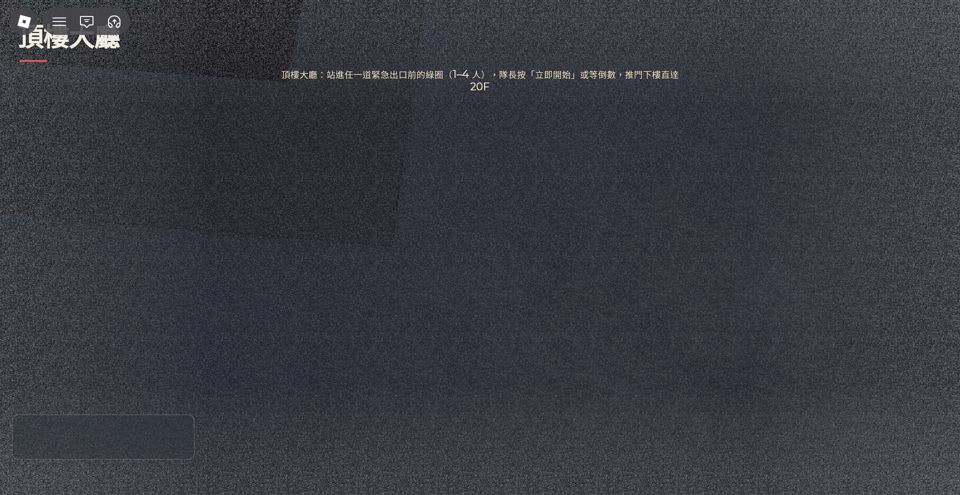 頂樓大廳
頂樓大廳：站進任一道緊急出口前的綠圈（1–4 人），隊長按「立即開始」或等倒數，推門下樓直達
20F